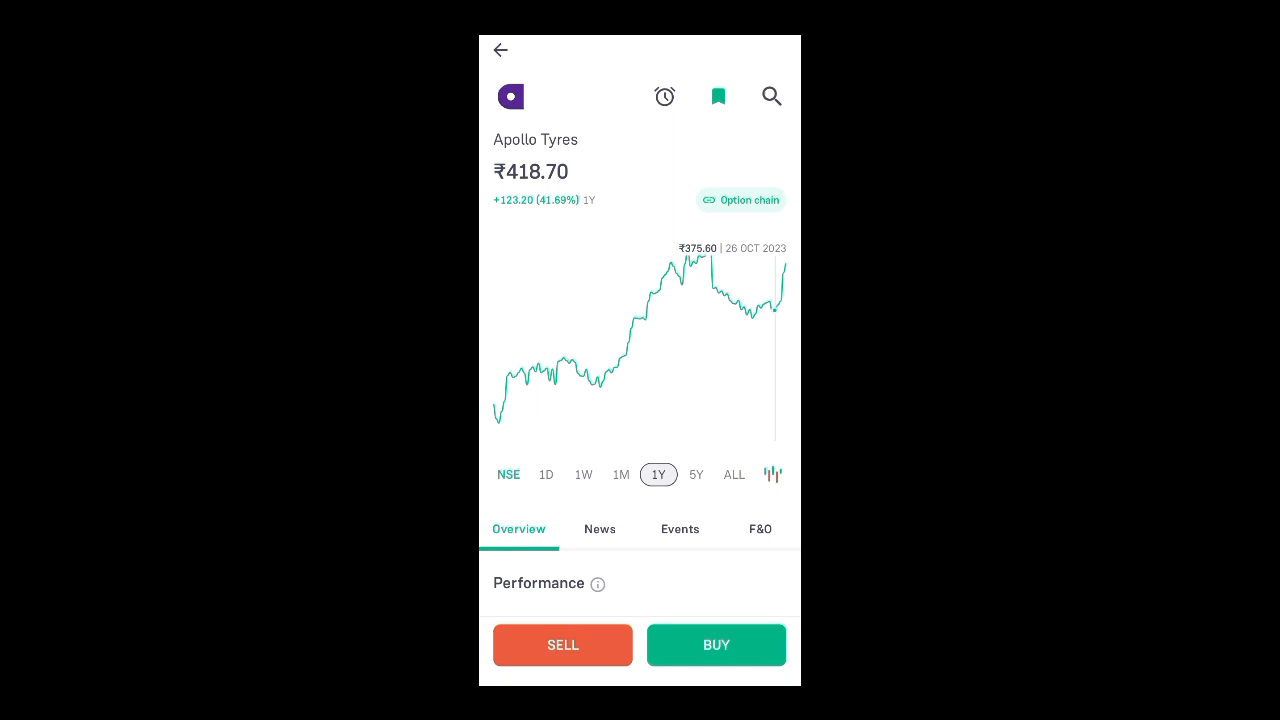 Apollo Tyres
₹418.70
+123.20 (41.69%) 1Y
Option chain
₹375.60 | 26 OCT 2023
NSE 1D 1W 1M 1Y 5Y ALL
Overview News Events F&O
Performance
SELL BUY